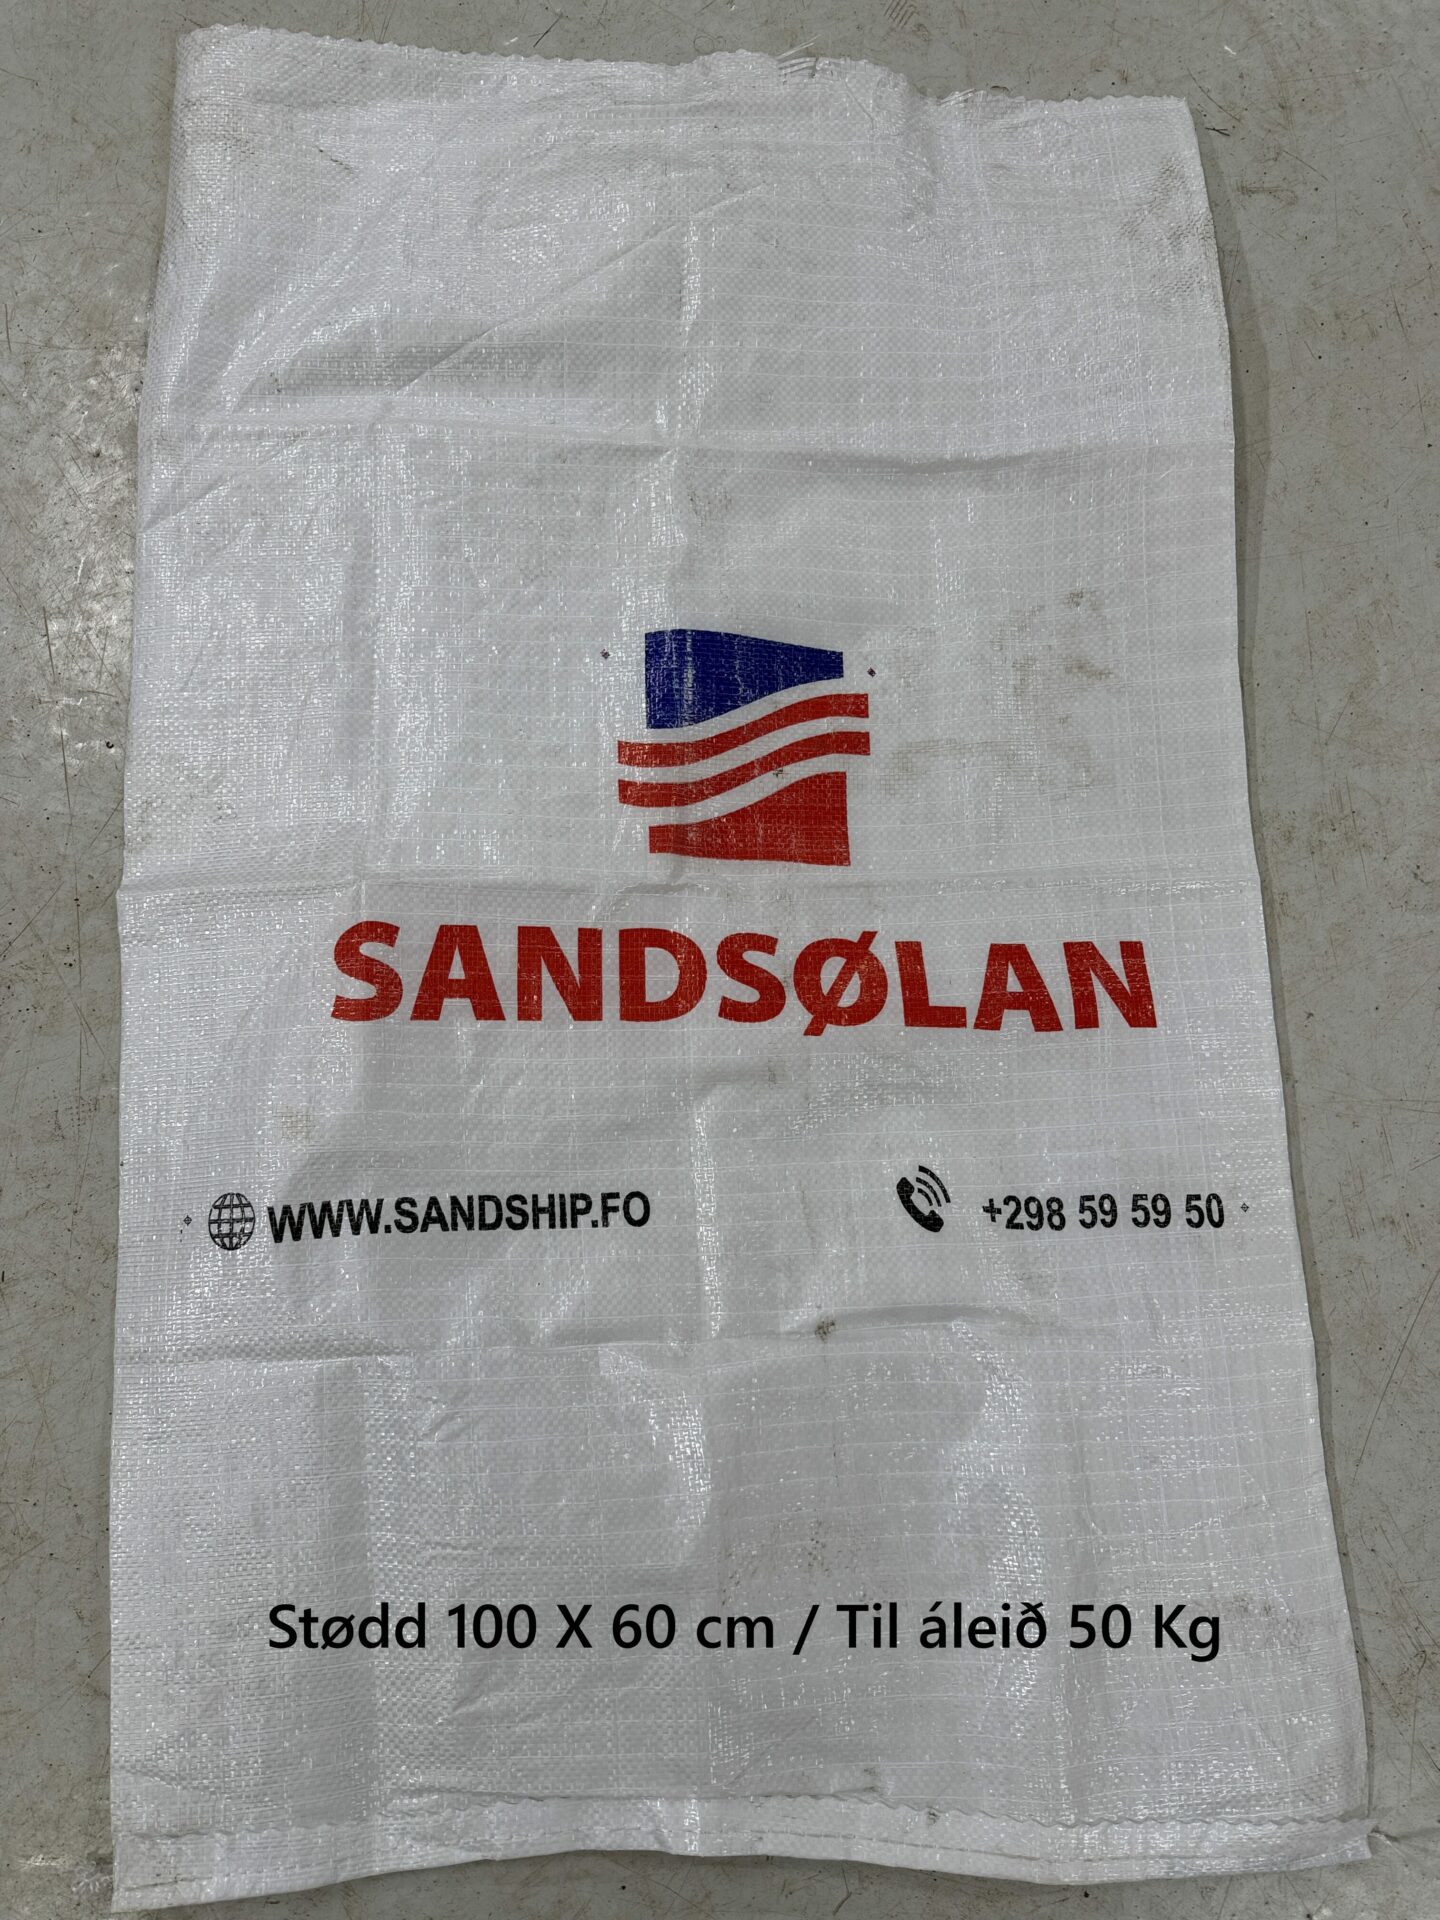 SANDSØLAN
WWW.SANDSHIP.FO +298 59 59 50
Stødd 100 X 60 cm / Til áleið 50 Kg